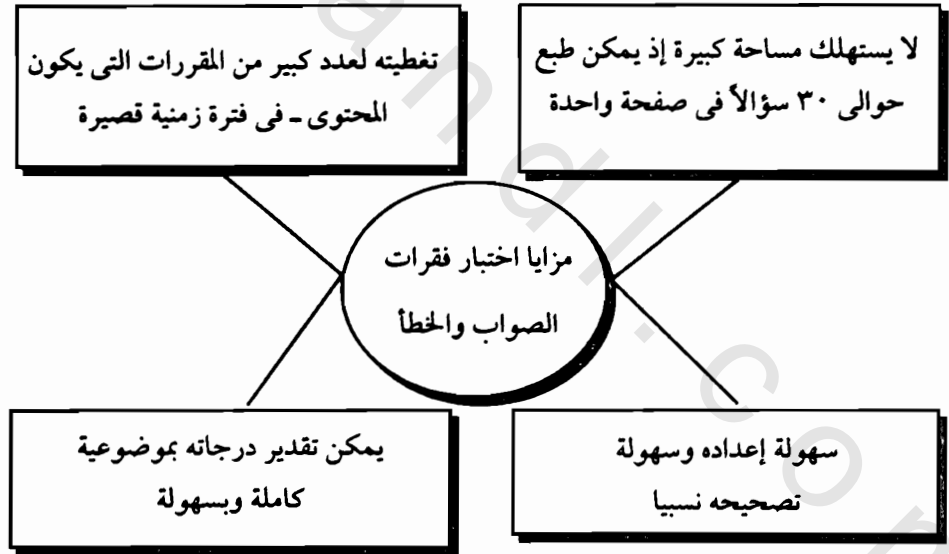 لا يستهلك مساحة كبيرة إذ يمكن طبع
حوالى ٣٠ سؤالاً فى صفحة واحدة
تغطيته لعدد كبير من المقررات التى يكون
المحتوى ـ فى فترة زمنية قصيرة
مزايا اختبار فقرات
الصواب والخطأ
سهولة إعداده وسهولة
تصحيحه نسبيا
يمكن تقدير درجاته بموضوعية
كاملة وبسهولة